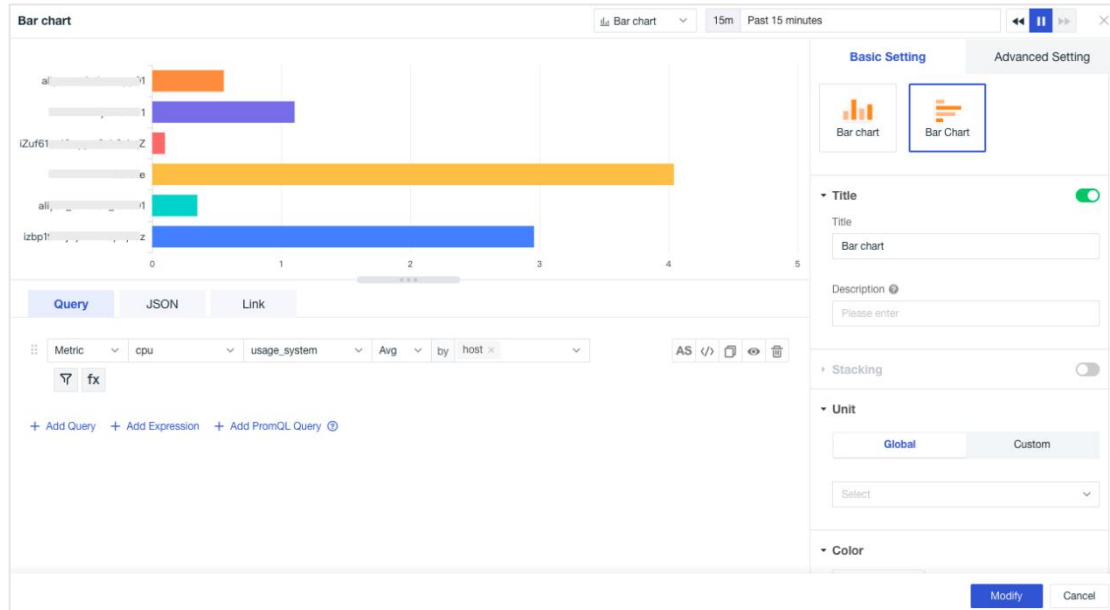 Bar chart
Bar chart
15m Past 15 minutes
Basic Setting
Advanced Setting
Bar chart
Bar Chart
Title
Title
Bar chart
Description
Please enter
Stacking
Unit
Global
Custom
Select
Color
0 1 2 3 4 5
Query JSON Link
Metric cpu usage_system Avg by host ×
AS </>
fx
+ Add Query + Add Expression + Add PromQL Query
Modify Cancel